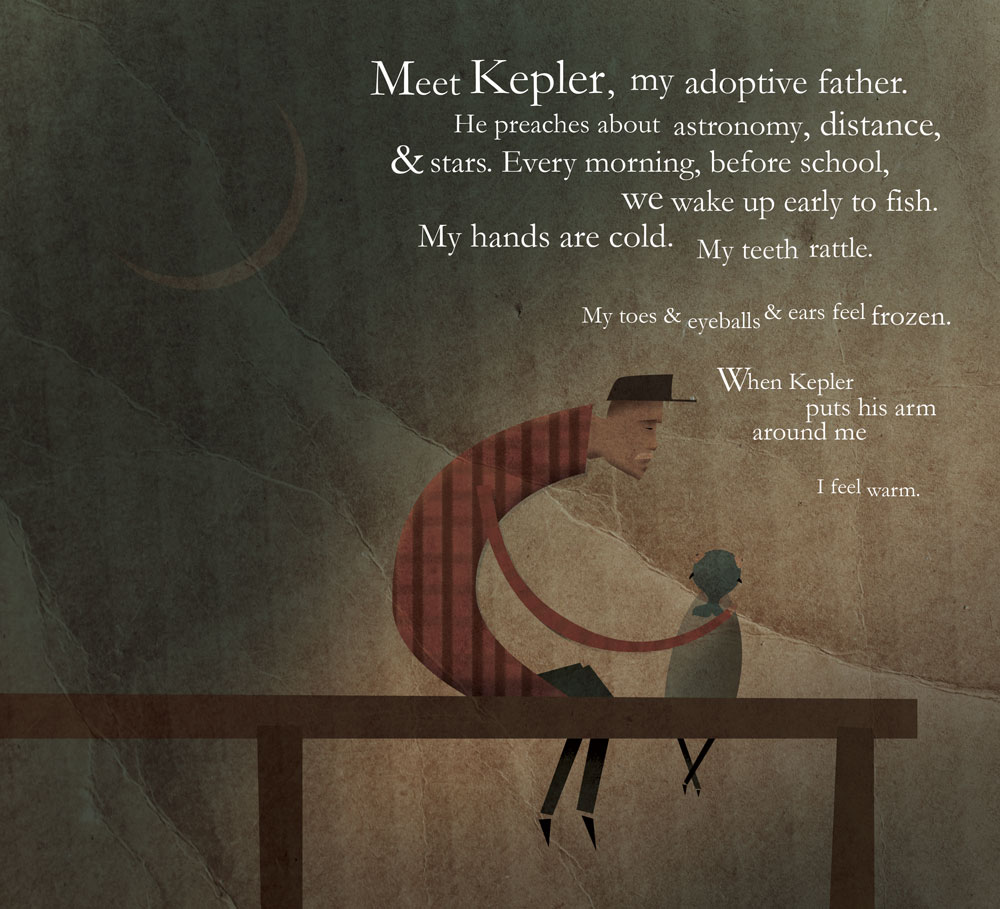 Meet Kepler, my adoptive father.
He preaches about astronomy, distance,
& stars. Every morning, before school,
we wake up early to fish.
My hands are cold. My teeth rattle.
My toes & eyeballs & ears feel frozen.
When Kepler
puts his arm
around me
I feel warm.